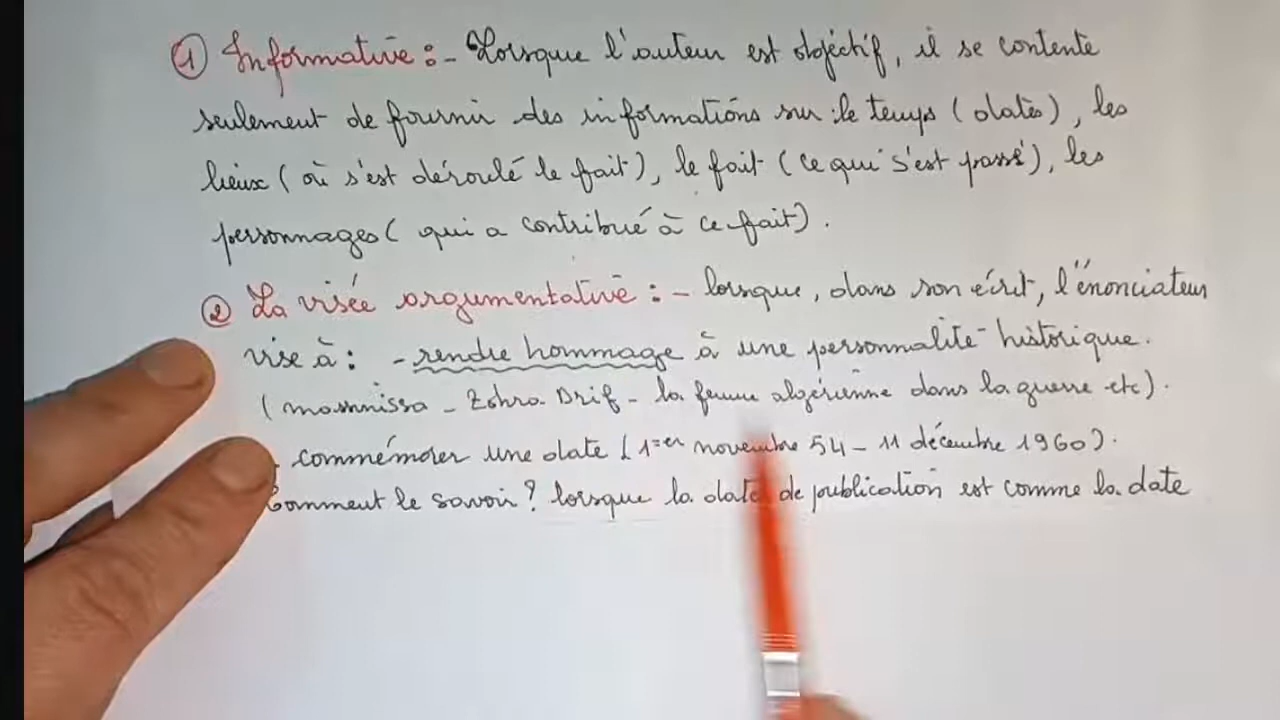 ① Informative : - Lorsque l'auteur est objectif, il se contente
seulement de fournir des informations sur le temps ( dates ), les
lieux ( où s'est déroulé le fait ), le fait ( ce qui s'est passé ), les
personnages ( qui a contribué à ce fait ).
② La visée argumentative : - lorsque, dans son écrit, l'énonciateur
vise à : - rendre hommage à une personnalité historique.
( massinissa - Zohra Drif - la femme algérienne dans la guerre etc ).
commémorer une date ( 1er novembre 54 - 11 décembre 1960 ).
Comment le savoir ? lorsque la date de publication est comme la date